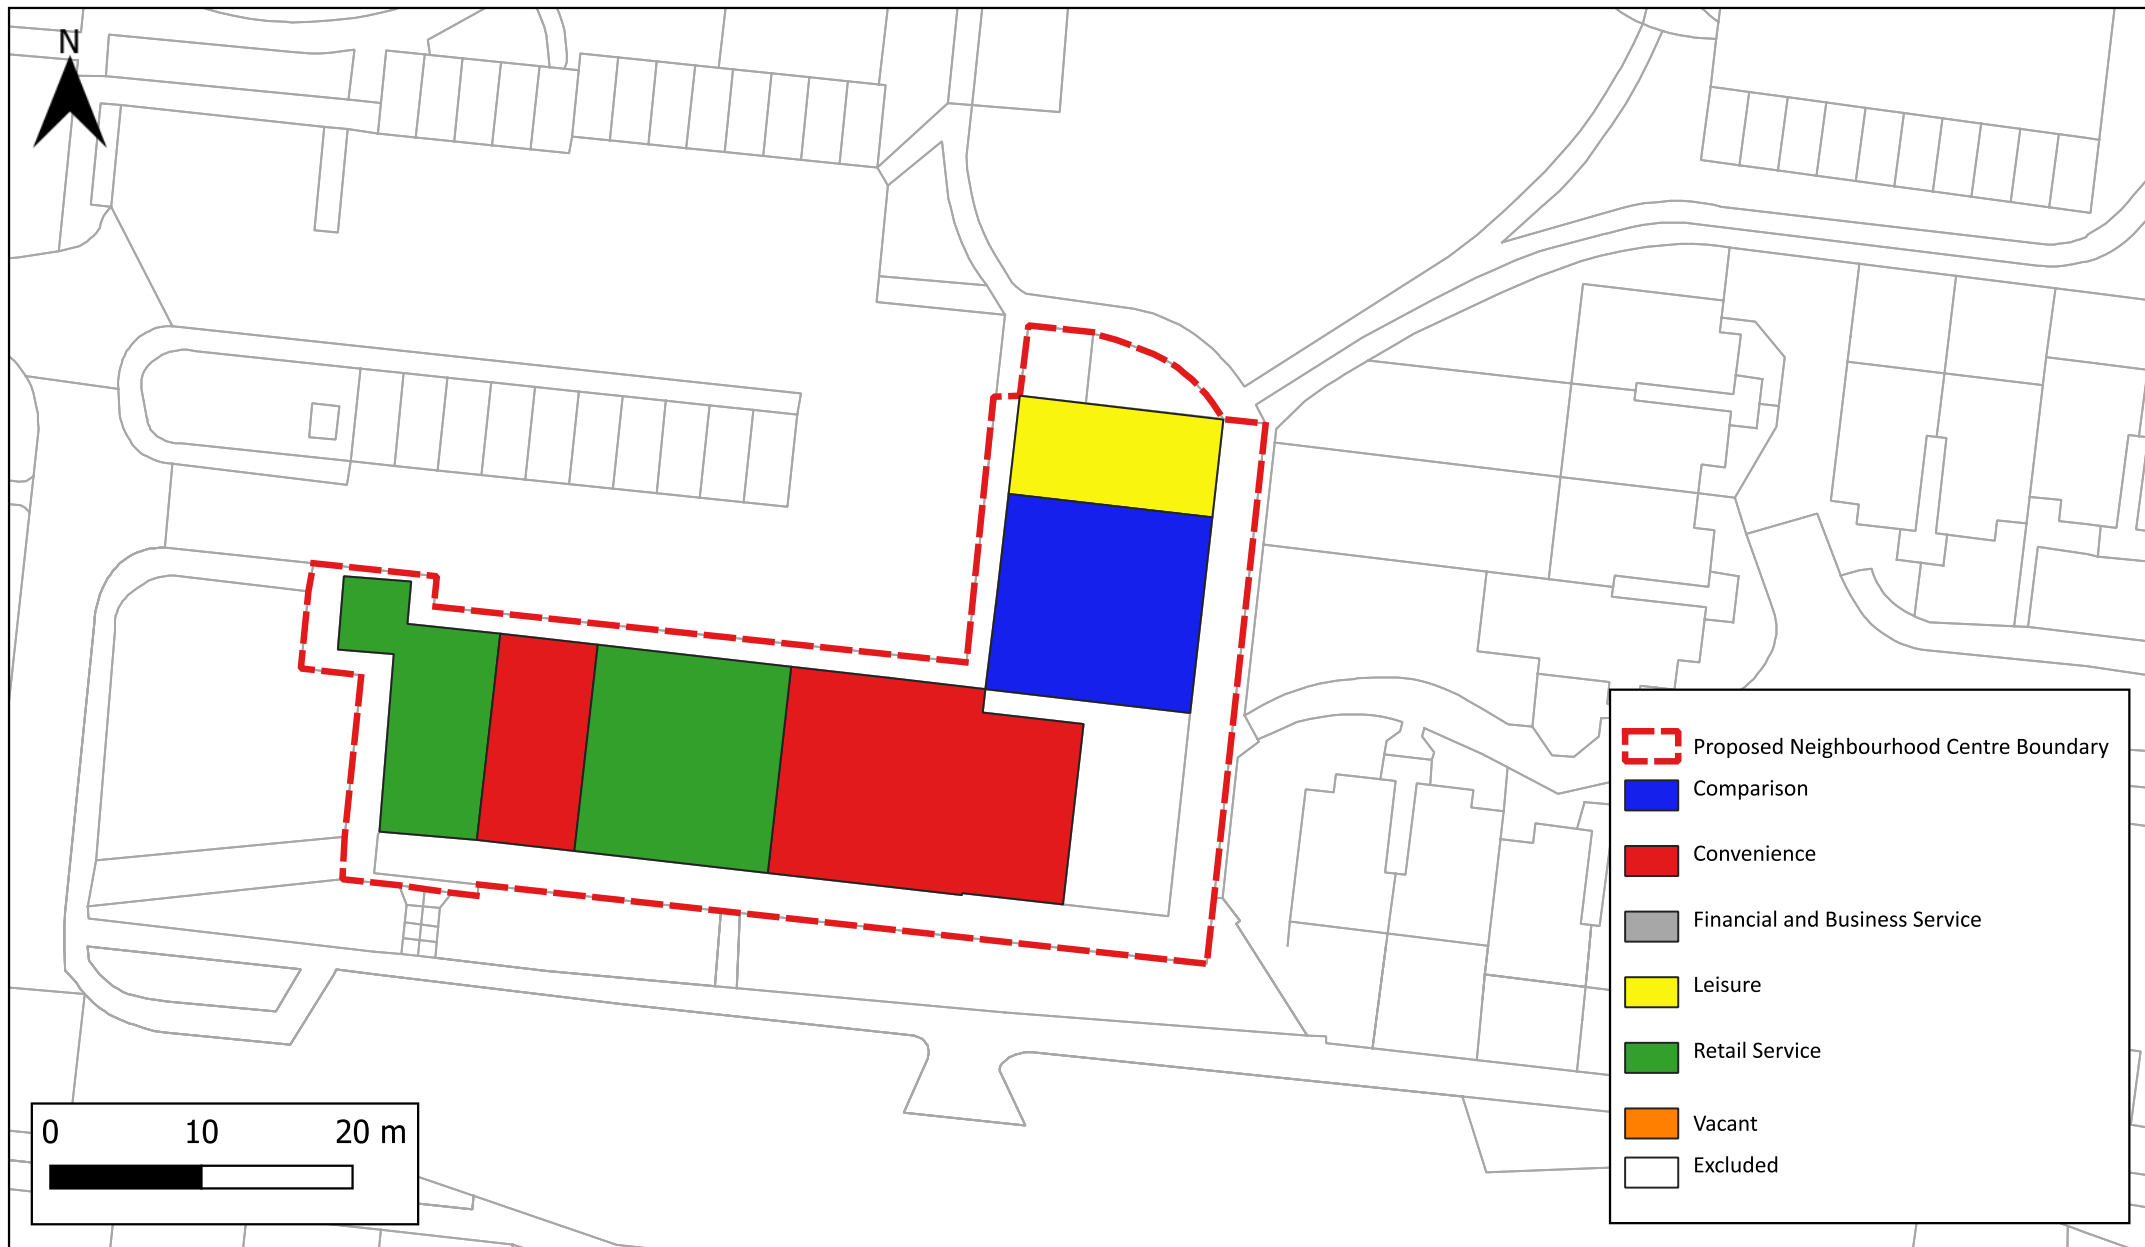 N
Proposed Neighbourhood Centre Boundary
Comparison
Convenience
Financial and Business Service
Leisure
Retail Service
Vacant
Excluded
0 10 20 m